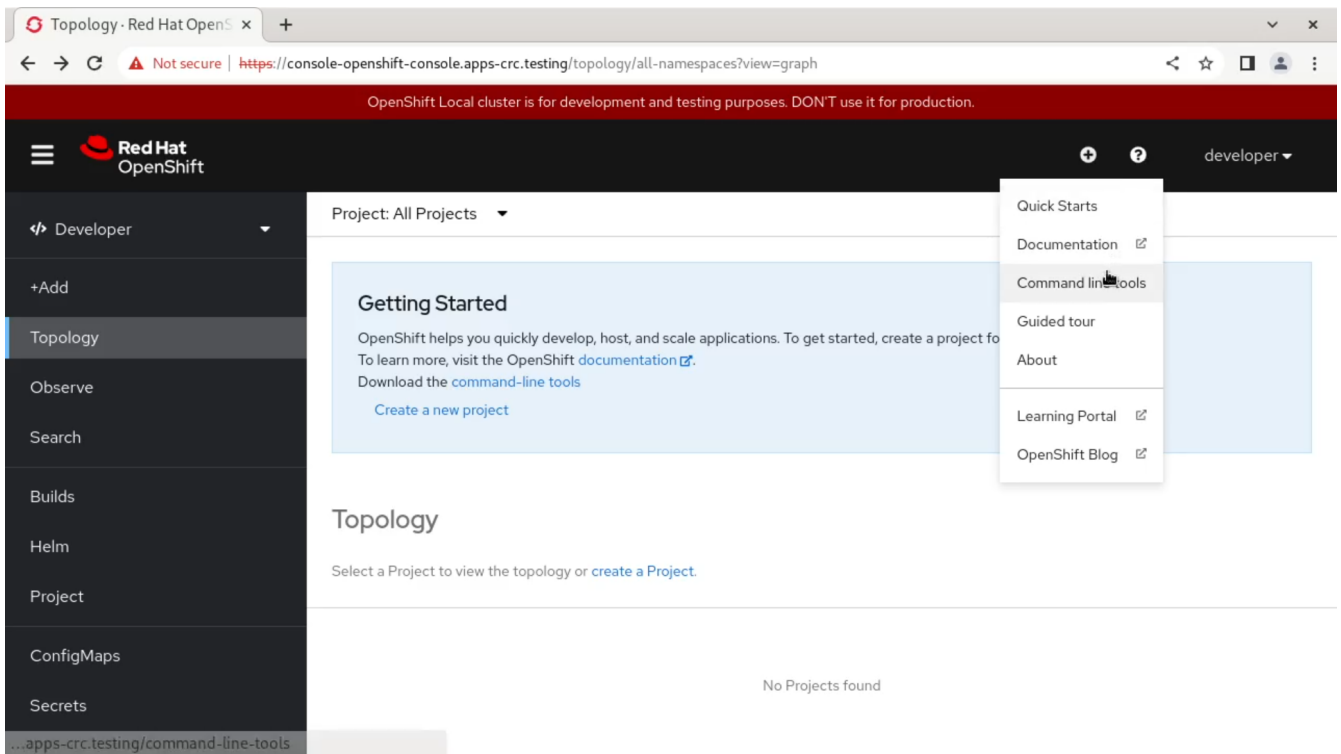 Topology · Red Hat OpenS
Not secure | https://console-openshift-console.apps-crc.testing/topology/all-namespaces?view=graph
OpenShift Local cluster is for development and testing purposes. DON'T use it for production.
Red Hat
OpenShift
developer
Developer
+Add
Topology
Observe
Search
Builds
Helm
Project
ConfigMaps
Secrets
...apps-crc.testing/command-line-tools
Project: All Projects
Getting Started
OpenShift helps you quickly develop, host, and scale applications. To get started, create a project fo
To learn more, visit the OpenShift documentation.
Download the command-line tools
Create a new project
Quick Starts
Documentation
Command line tools
Guided tour
About
Learning Portal
OpenShift Blog
Topology
Select a Project to view the topology or create a Project.
No Projects found